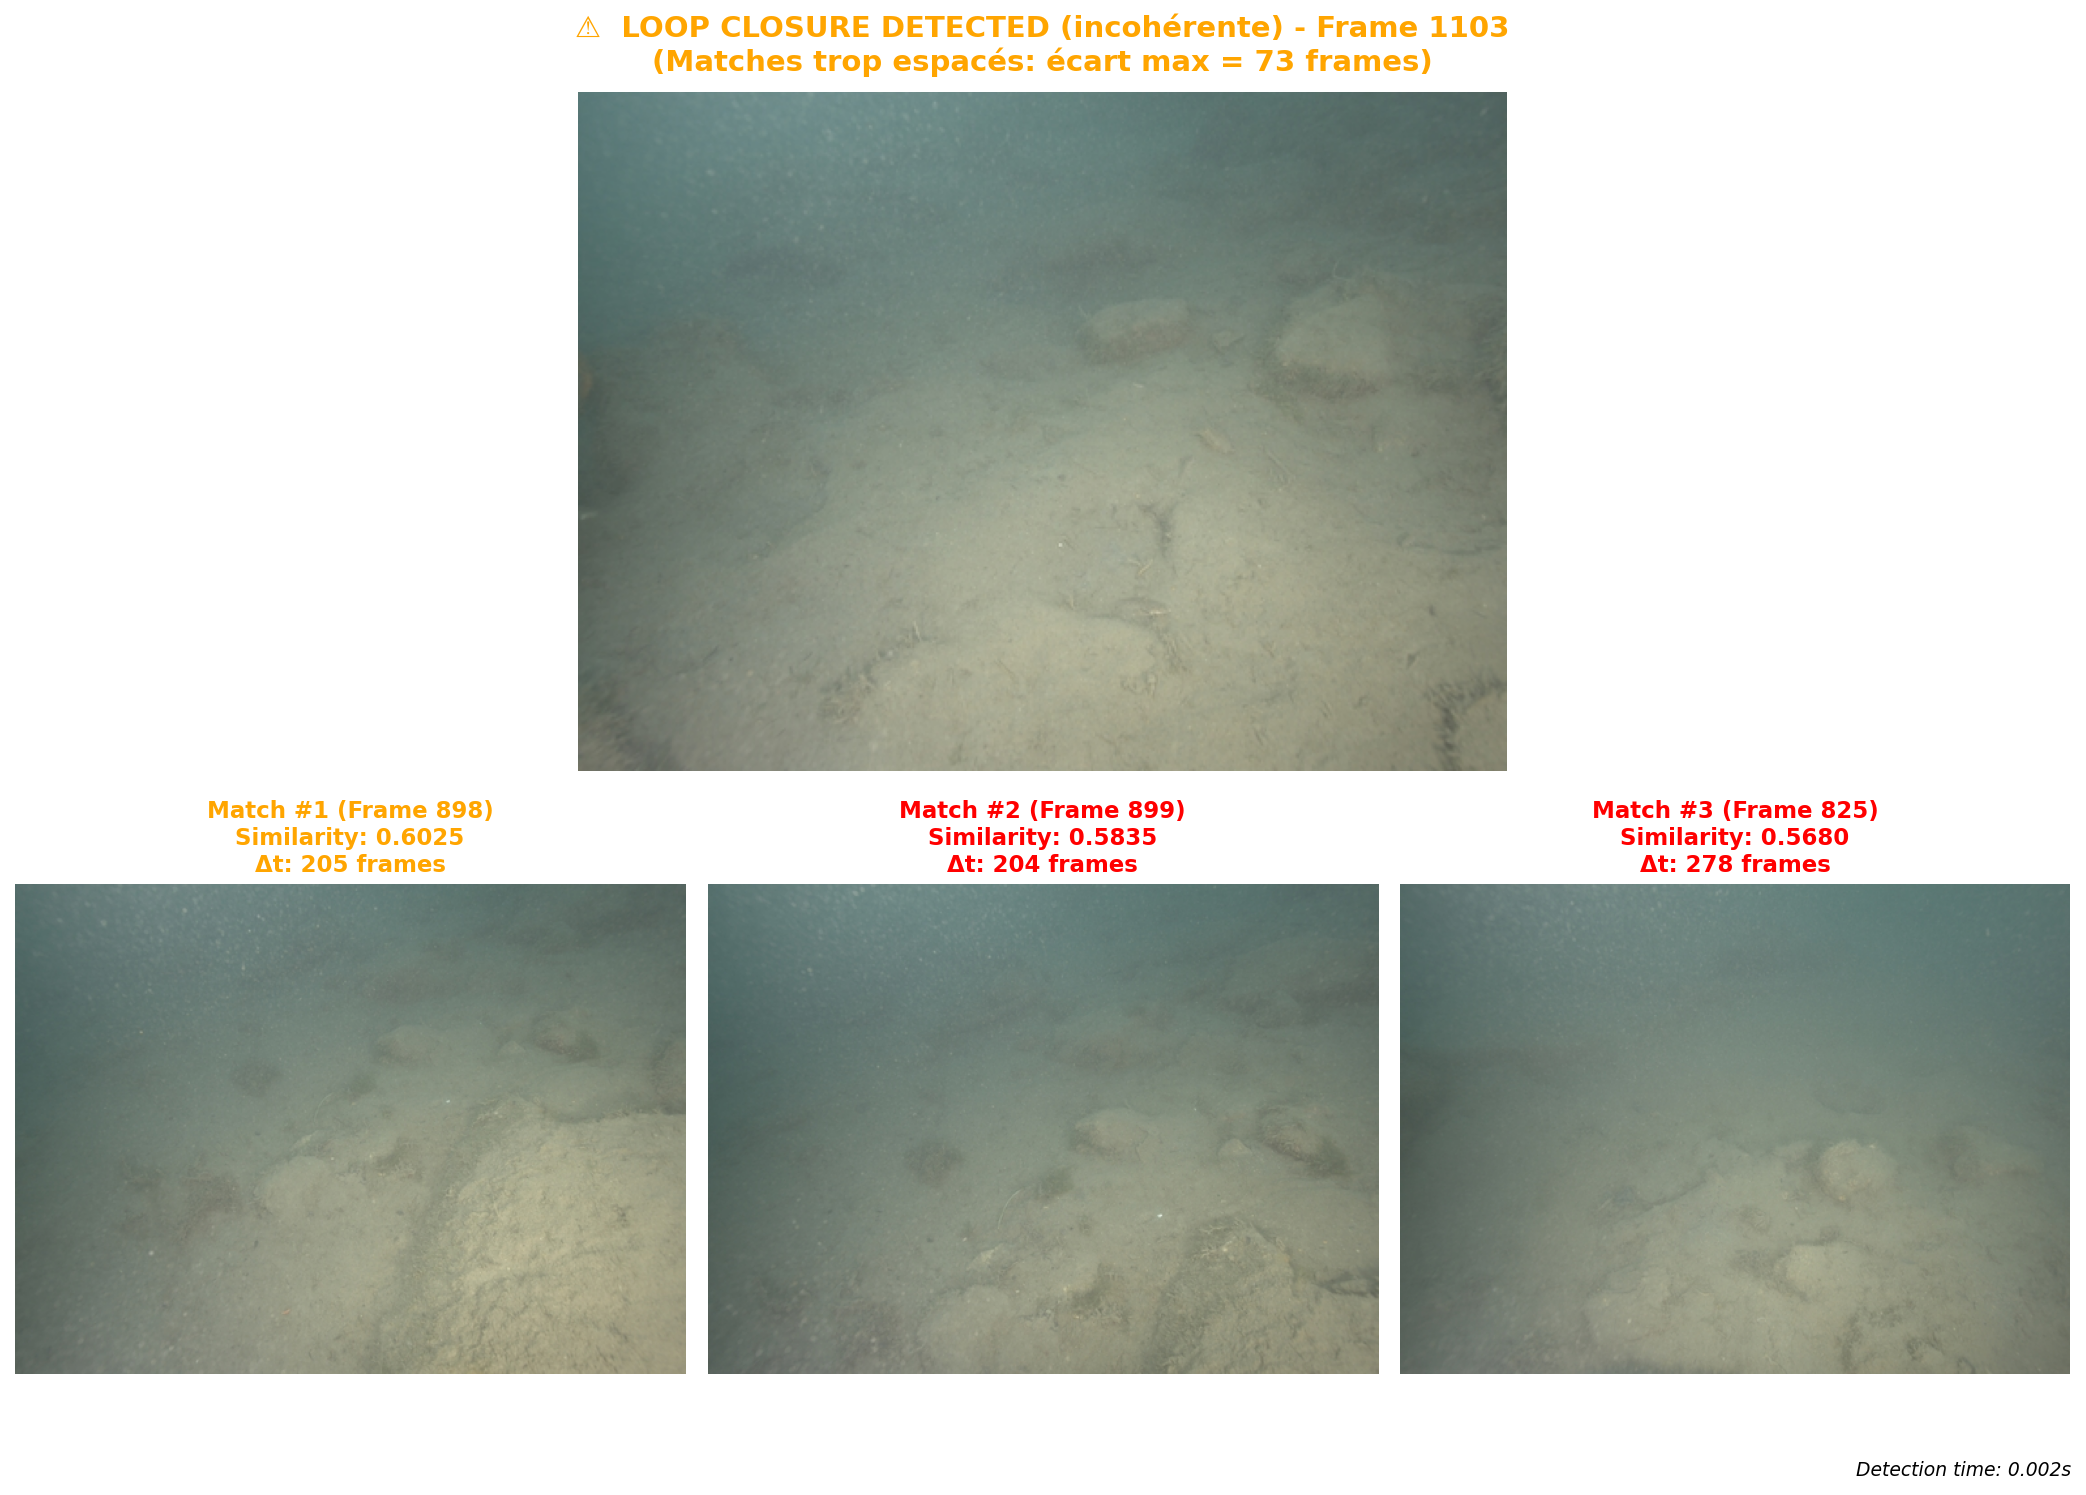 ⚠ LOOP CLOSURE DETECTED (incohérente) - Frame 1103
(Matches trop espacés: écart max = 73 frames)
Match #1 (Frame 898)
Similarity: 0.6025
Δt: 205 frames
Match #2 (Frame 899)
Similarity: 0.5835
Δt: 204 frames
Match #3 (Frame 825)
Similarity: 0.5680
Δt: 278 frames
Detection time: 0.002s